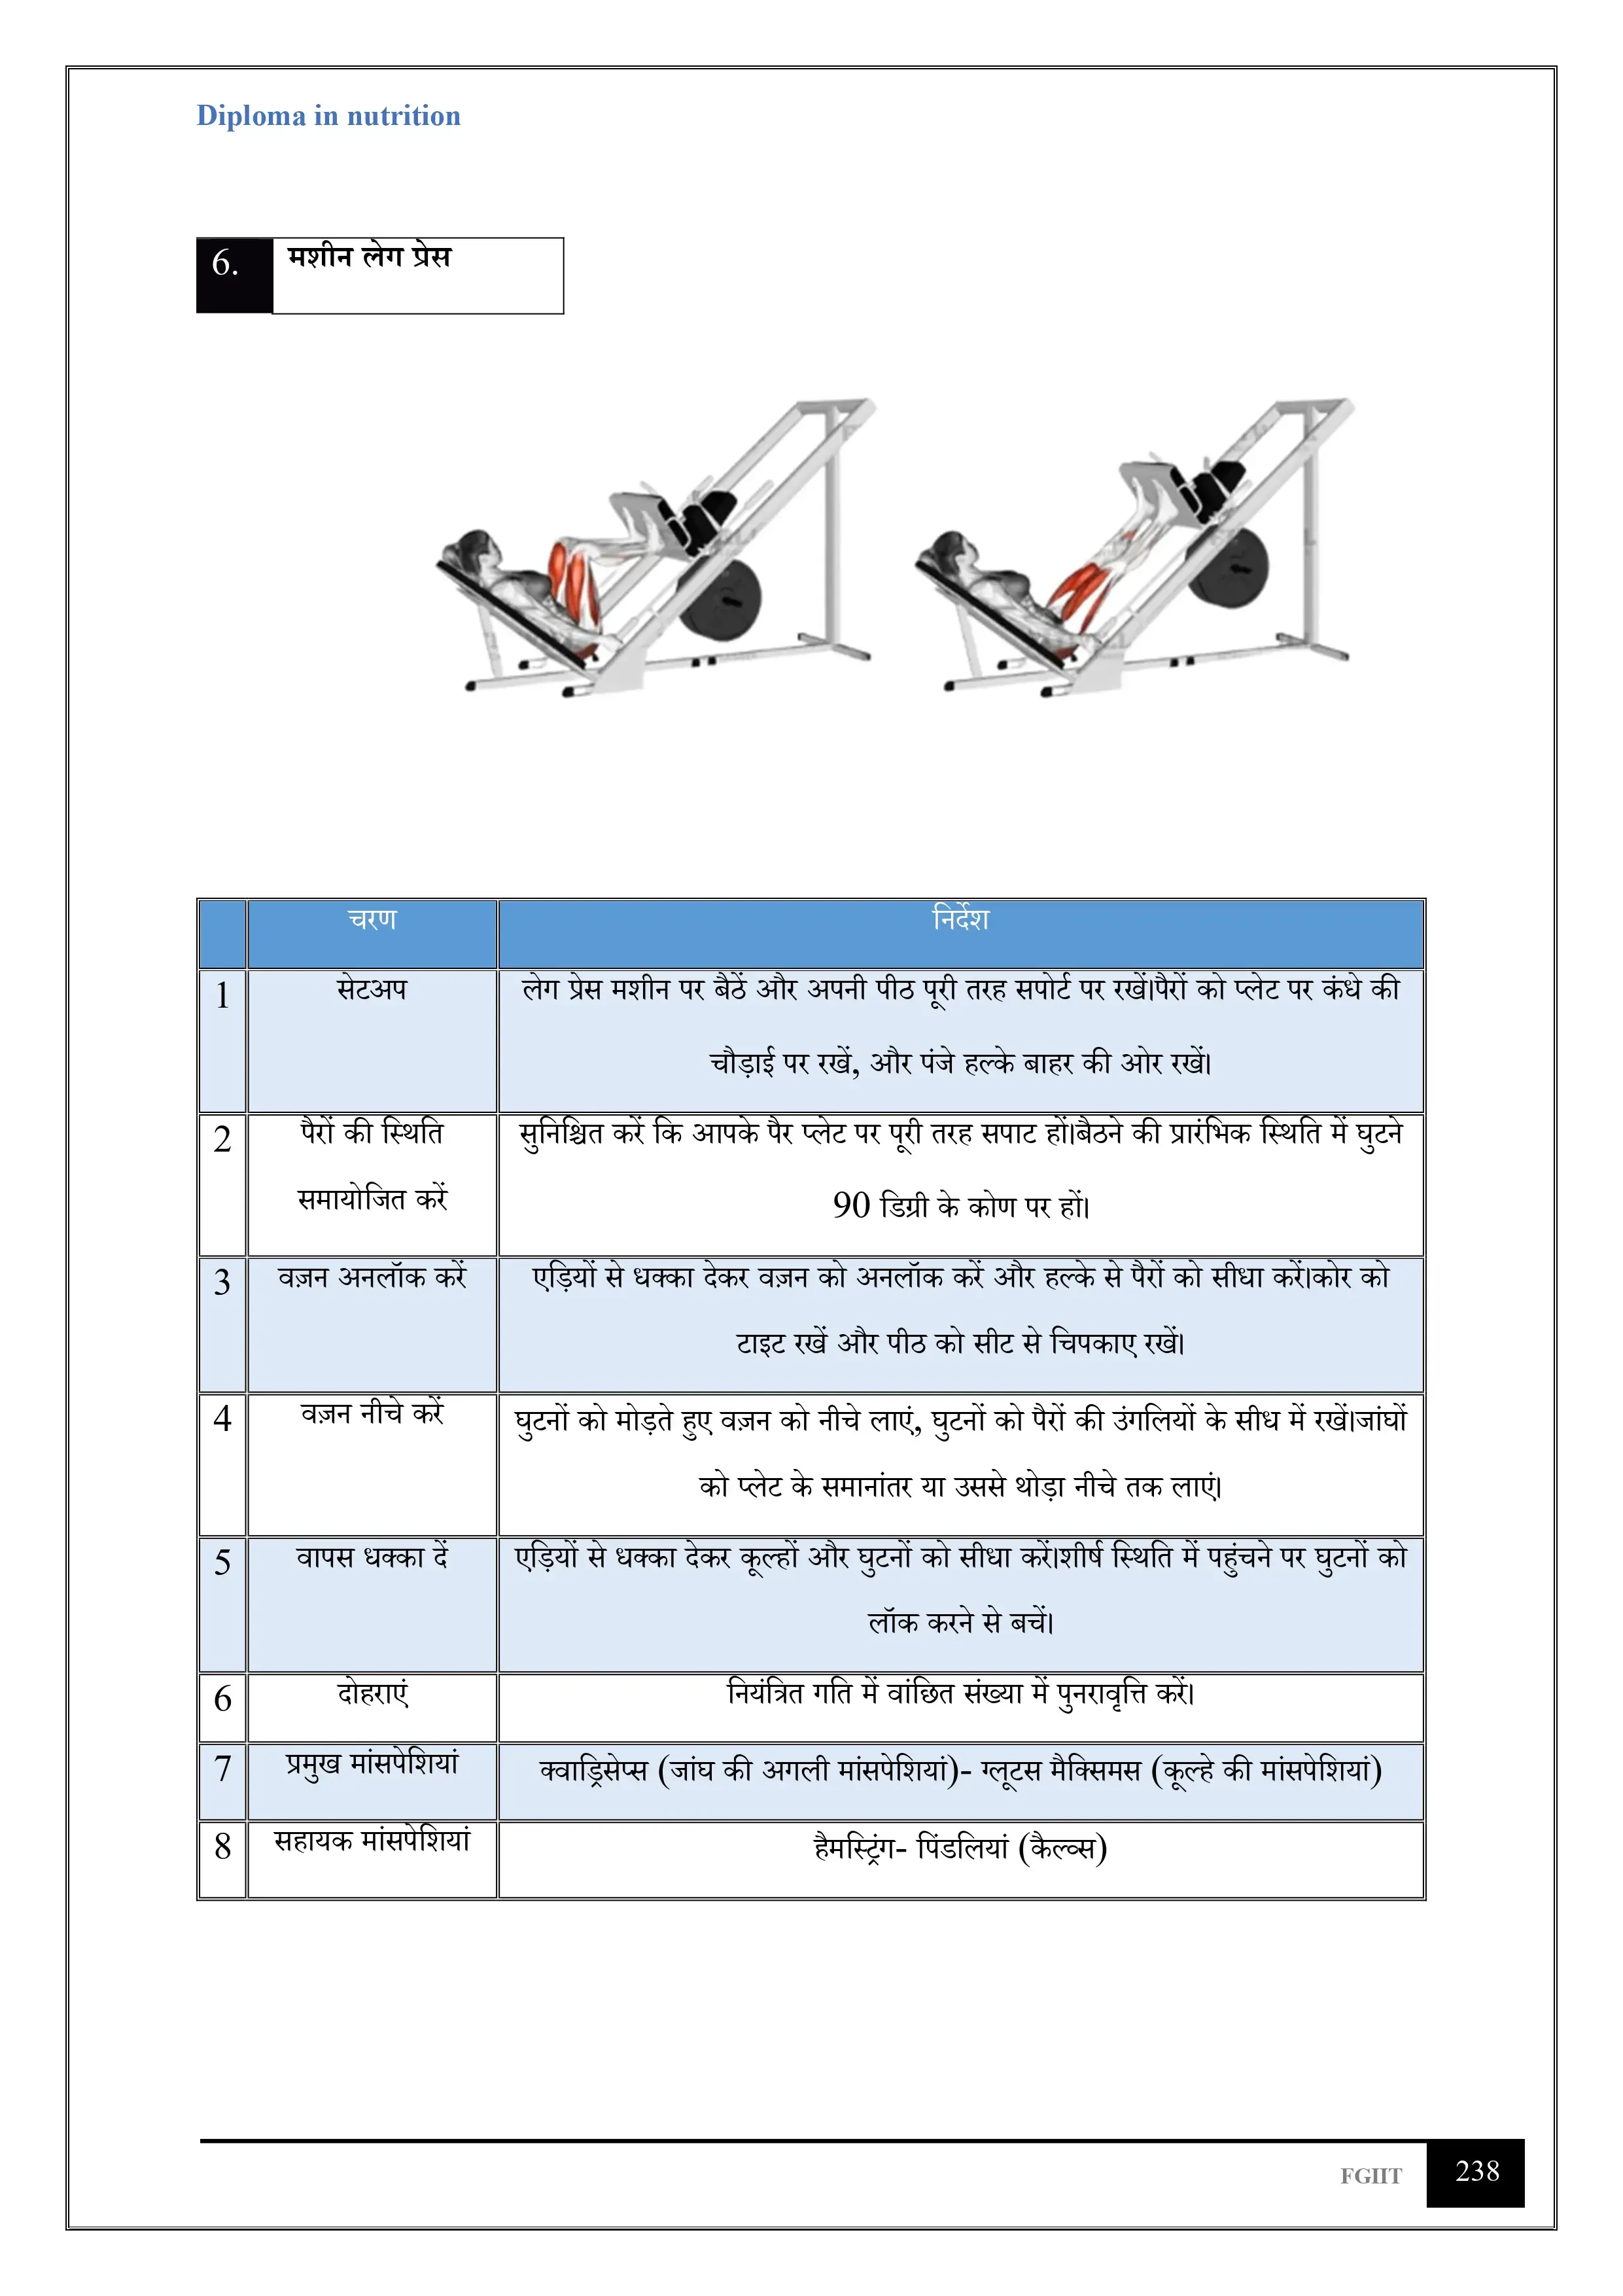 Diploma in nutrition
6. मशीन लेग प्रेस
चरण निर्देश
1 सेटअप लेग प्रेस मशीन पर बैठें और अपनी पीठ पूरी तरह सपोर्ट पर रखें।पैरों को प्लेट पर कंधे की
चौड़ाई पर रखें, और पंजे हल्के बाहर की ओर रखें।
2 पैरों की स्थिति सुनिश्चित करें कि आपके पैर प्लेट पर पूरी तरह सपाट हों।बैठने की प्रारंभिक स्थिति में घुटने
समायोजित करें 90 डिग्री के कोण पर हों।
3 वज़न अनलॉक करें एड़ियों से धक्का देकर वज़न को अनलॉक करें और हल्के से पैरों को सीधा करें।कोर को
टाइट रखें और पीठ को सीट से चिपकाए रखें।
4 वज़न नीचे करें घुटनों को मोड़ते हुए वज़न को नीचे लाएं, घुटनों को पैरों की उंगलियों के सीध में रखें।जांघों
को प्लेट के समानांतर या उससे थोड़ा नीचे तक लाएं।
5 वापस धक्का दें एड़ियों से धक्का देकर कूल्हों और घुटनों को सीधा करें।शीर्ष स्थिति में पहुंचने पर घुटनों को
लॉक करने से बचें।
6 दोहराएं नियंत्रित गति में वांछित संख्या में पुनरावृत्ति करें।
7 प्रमुख मांसपेशियां क्वाड्रिसेप्स (जांघ की अगली मांसपेशियां)- ग्लूटस मैक्सिमस (कूल्हे की मांसपेशियां)
8 सहायक मांसपेशियां हैमस्ट्रिंग- पिंडलियां (कैल्व्स)
FGIIT 238